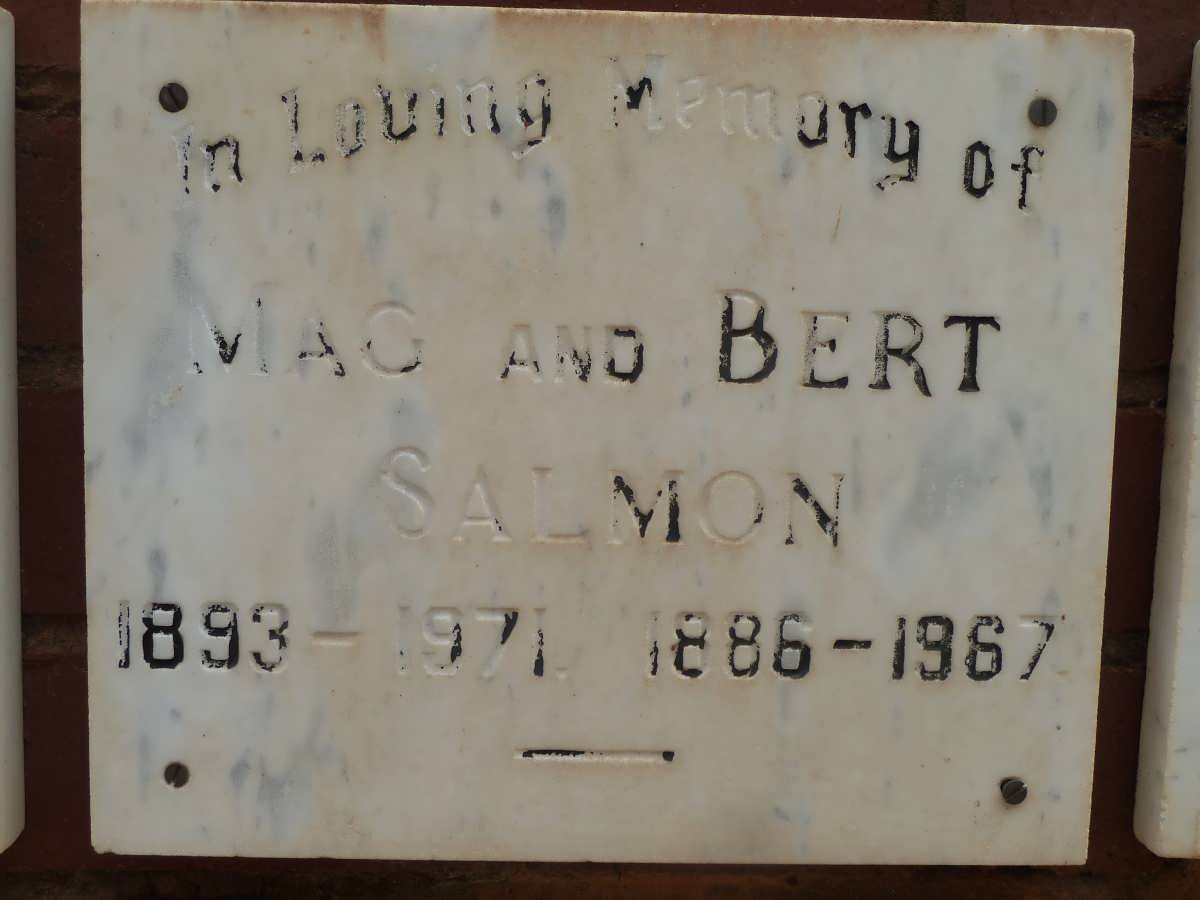 In Loving Memory of
MAG AND BERT
SALMON
1893 - 1971. 1886 - 1967